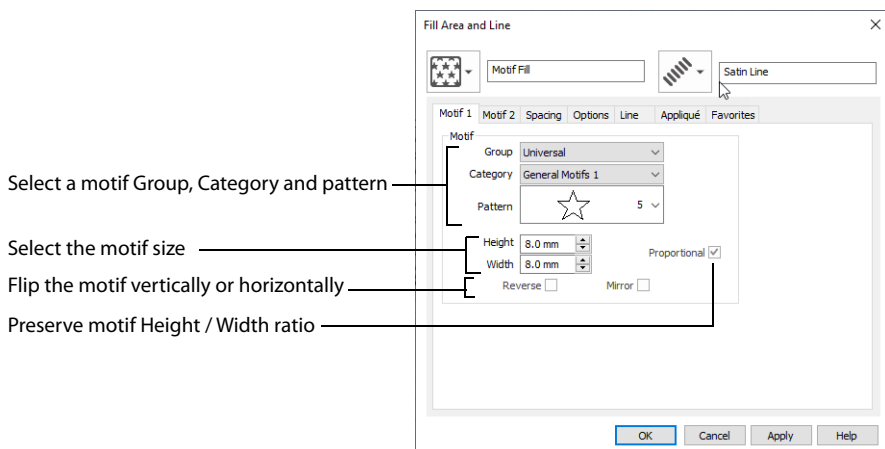 Fill Area and Line
Motif Fill
Satin Line
Motif 1 Motif 2 Spacing Options Line Appliqué Favorites
Motif
Group Universal
Category General Motifs 1
Pattern 5
Height 8.0 mm
Width 8.0 mm
Proportional
Reverse Mirror
OK Cancel Apply Help
Select a motif Group, Category and pattern
Select the motif size
Flip the motif vertically or horizontally
Preserve motif Height / Width ratio